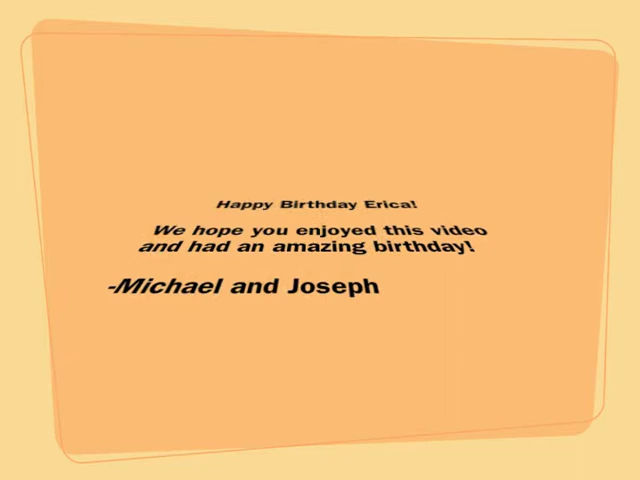 Happy Birthday Erica!
We hope you enjoyed this video
and had an amazing birthday!
-Michael and Joseph